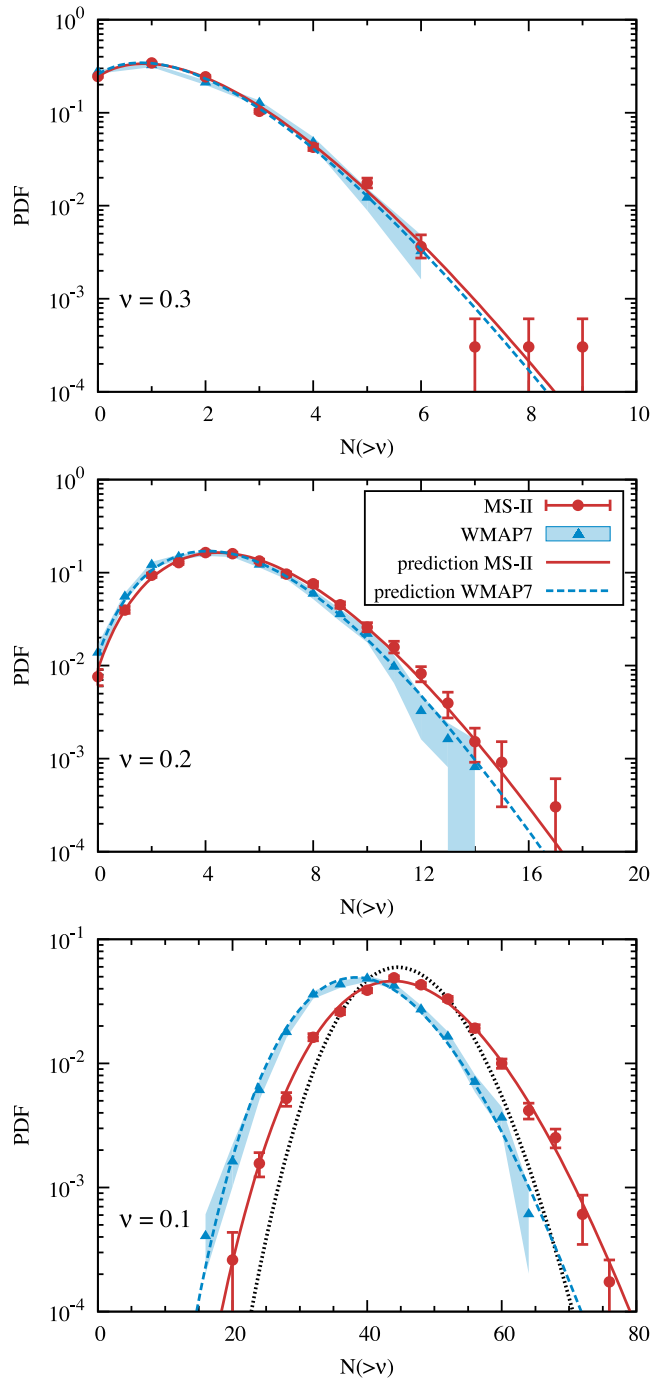 10^0
10^-1
10^-2
10^-3
10^-4
PDF
ν = 0.3
0 2 4 6 8 10
N(>ν)
10^0
10^-1
10^-2
10^-3
10^-4
PDF
MS-II
WMAP7
prediction MS-II
prediction WMAP7
ν = 0.2
0 4 8 12 16 20
N(>ν)
10^-1
10^-2
10^-3
10^-4
PDF
ν = 0.1
0 20 40 60 80
N(>ν)